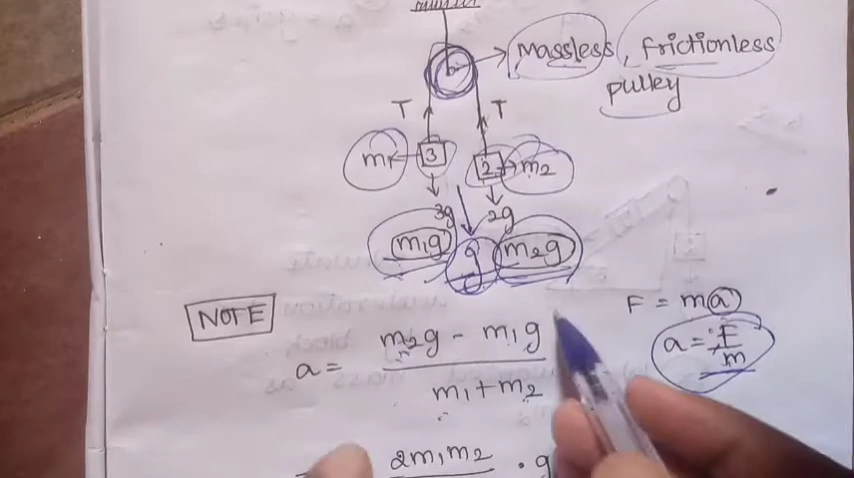 massless, frictionless
pulley
T T
m1 3 2 m2
3g 2g
m1g g m2g
NOTE
F = ma
a = F/m
a = m2g - m1g
m1 + m2
2m1m2 . g